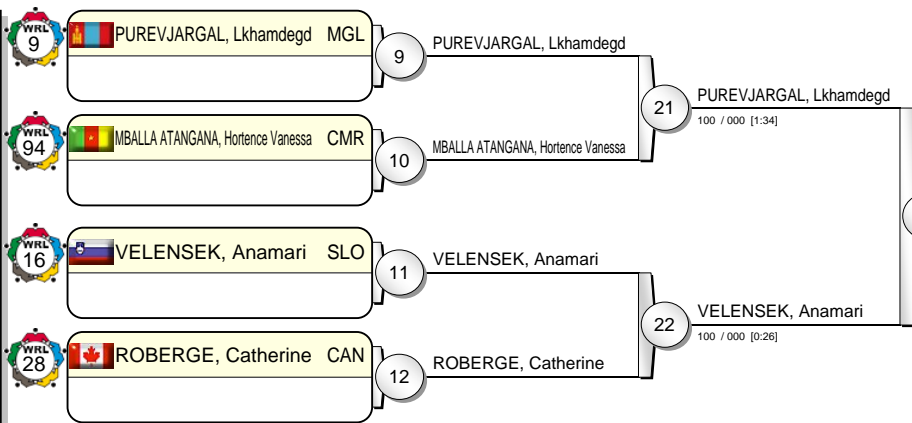 WRL
9
PUREVJARGAL, Lkhamdegd MGL
9
PUREVJARGAL, Lkhamdegd
21
PUREVJARGAL, Lkhamdegd
100 / 000 [1:34]
WRL
94
MBALLA ATANGANA, Hortence Vanessa CMR
10
MBALLA ATANGANA, Hortence Vanessa
WRL
16
VELENSEK, Anamari SLO
11
VELENSEK, Anamari
22
VELENSEK, Anamari
100 / 000 [0:26]
WRL
28
ROBERGE, Catherine CAN
12
ROBERGE, Catherine